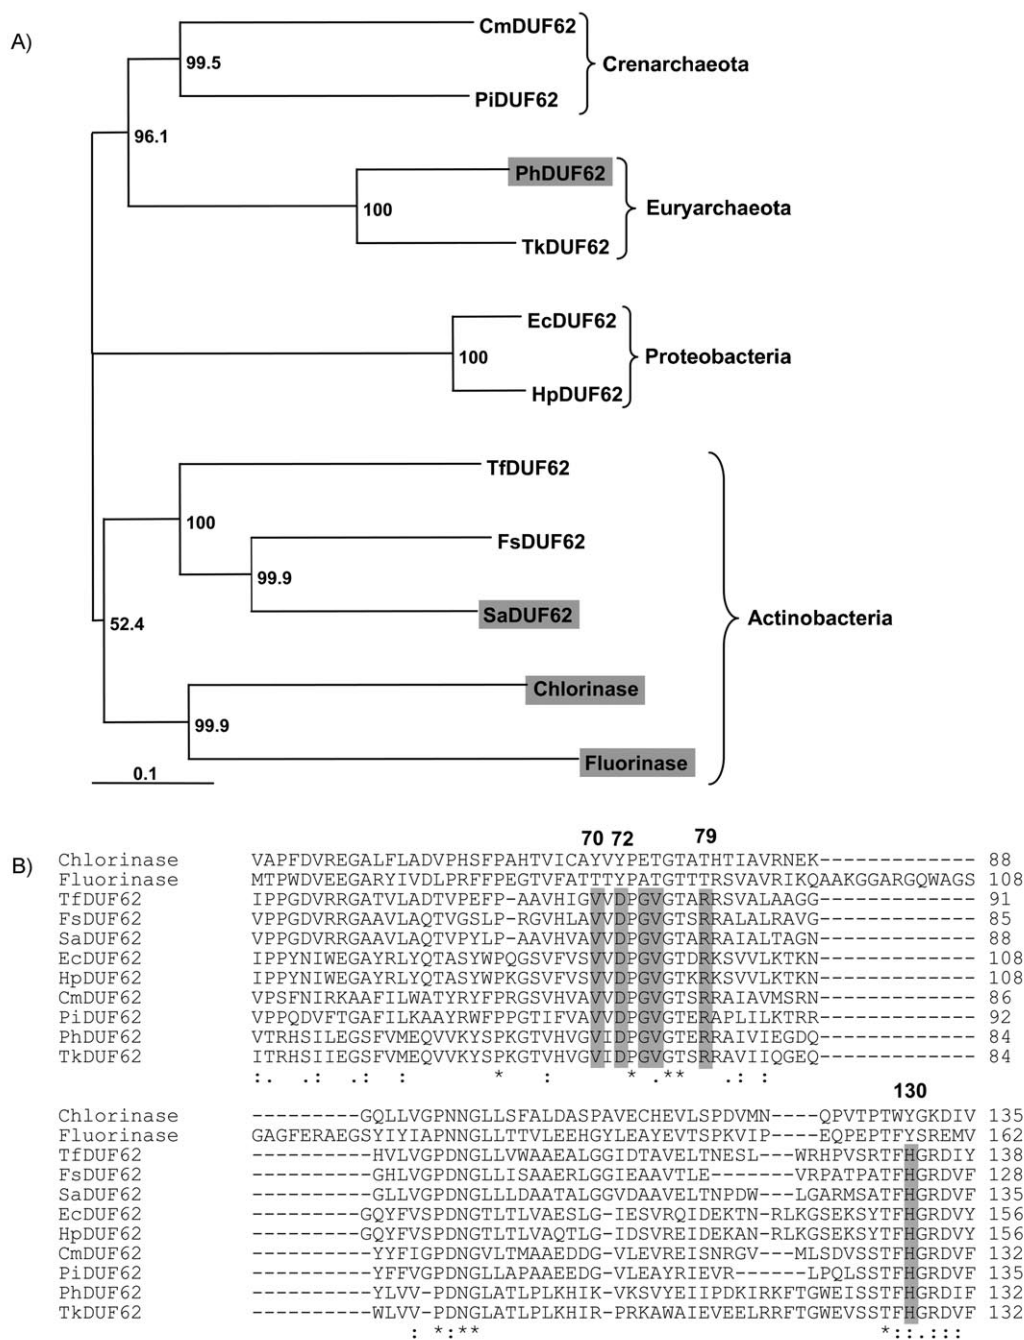 A)
CmDUF62
99.5
Crenarchaeota
PiDUF62
96.1
PhDUF62
100
Euryarchaeota
TkDUF62
EcDUF62
100
Proteobacteria
HpDUF62
TfDUF62
100
FsDUF62
99.9
SaDUF62
52.4
Actinobacteria
Chlorinase
99.9
Fluorinase
0.1
70 72 79
B)
Chlorinase VAPFDVREGALFLADVPHSFPAHTVICAYVYPETGTATHTIAVRNEK------------- 88
Fluorinase MTPWDVEEGARYIVDLPRFFPEGTVFATTTYPATGTTTRSVAVRIKQAAKGGARGQWAGS 108
TfDUF62 IPPGDVRRGATVLADTVPEFP-AAVHIGVVDPGVGTARRSVALAAGG------------- 91
FsDUF62 VPPGDVRRGAVLAQTVGSLP-RGVHLAVVDPGVGTARRALALRAVG------------- 85
SaDUF62 VPPGDVRRGAAVLAQTVPYLP-AAVHVAVVDPGVGTARRAIALTAGN------------- 88
EcDUF62 IPPYNIWEGAYRLYQTASYWPQGSVFVSVVDPGVGTDRKSVVLKTKN------------- 108
HpDUF62 IPPYNIWEGAYRLYQTASYWPKGSVFVSVVDPGVGTKRKSVVLKTKN------------- 108
CmDUF62 VPSFNIRKAAFILWATYRYFPRGSVHVAVVDPGVGTSRRAIAVMSRN------------- 86
PiDUF62 VPPQDVFTGAFILKAAYRWFPPGTIFVAVVDPGVGTERAPLILKTRR------------- 92
PhDUF62 VTRHSILEGSFVMEQVVKYSPKGTVHVGVIDPGVGTERRAIVIEGDQ------------- 84
TkDUF62 ITRHSIIEGSFVMEQVVKYSPKGTVHVGVIDPGVGTSRRAVIIQGEQ------------- 84
:. .: .: : * : * .** .: :
130
Chlorinase ---------GQLLVGPNNGLLSFALDASPAVECHEVLSPDVMN----QPVTPTWYGKDIV 135
Fluorinase GAGFERAEGSYIYIAPNNGLLTTVLEEHGYLEAYEVTSPKVIP----EQPEPTFYSREMV 162
TfDUF62 ----------HVLVGPDNGLLVWAAEALGGIDTAVELTNESL---WRHPVSRTFHGRDIY 138
FsDUF62 ----------GHLVGPDNGLLISAAERLGGIEAAVTLE-------VRPATPATFHGRDVF 128
SaDUF62 ----------GLLVGPDNGLLLDAATALGGVDAAVELTNPDW---LGARMSATFHGRDVF 135
EcDUF62 ---------GQYFVSPDNGTLTLVAESLG-IESVRQIDEKTN-RLKGSEKSYTFHGRDVY 156
HpDUF62 ---------GQYFVSPDNGTLTLVAQTLG-IDSVREIDEKAN-RLKGSEKSYTFHGRDVY 156
CmDUF62 ----------YYFIGPDNGVLTMAAEDDG-VLEVREISNRGV---MLSDVSSTFHGRDVF 132
PiDUF62 ----------YFFVGPDNGLLAPAAEEDG-VLEAYRIEVR------LPQLSSTFHGRDVF 135
PhDUF62 ----------YLVV-PDNGLATLPLKHIK-VKSVYEIIPDKIRKFTGWEISSTFHGRDIF 132
TkDUF62 ----------WLVV-PDNGLATLPLKHIR-PRKAWAIEVEELRRFTGWEVSSTFHGRDIF 132
: *:** *::.:::